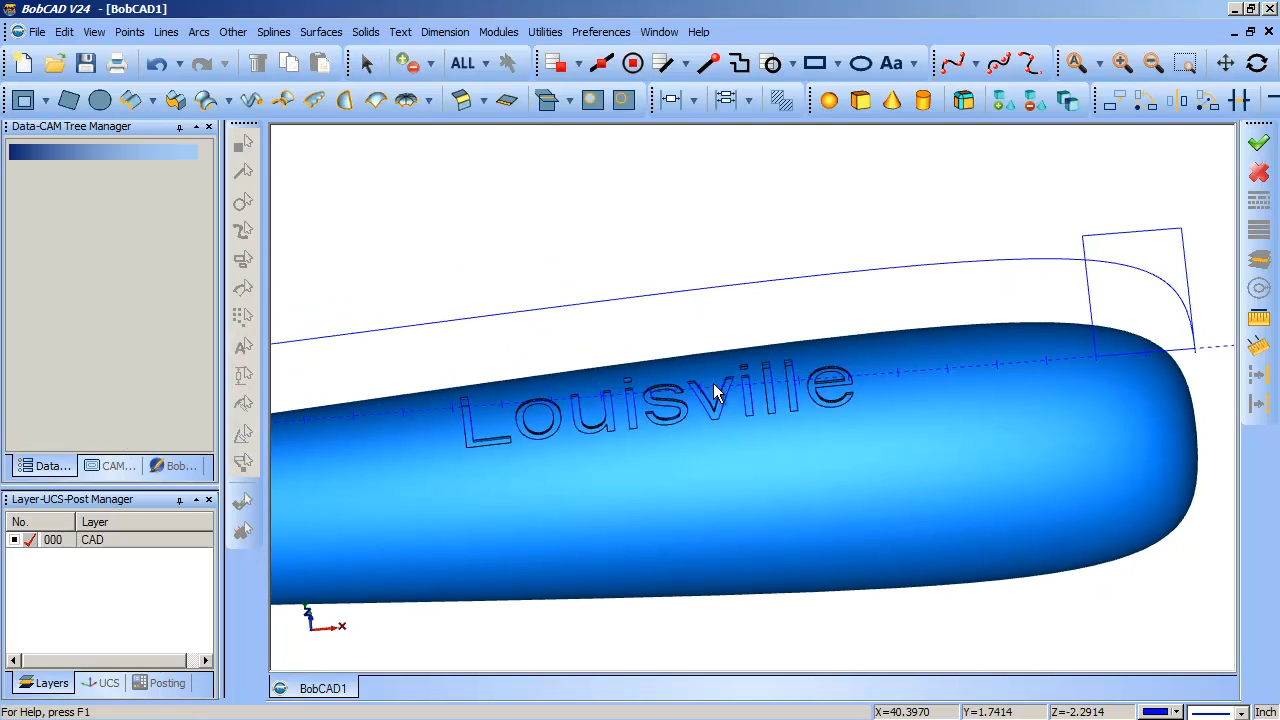 BobCAD V24 - [BobCAD1]
File Edit View Points Lines Arcs Other Splines Surfaces Solids Text Dimension Modules Utilities Preferences Window Help
ALL
Aa
Data-CAM Tree Manager
Louisville
Data... CAM... Bob...
Layer-UCS-Post Manager
No. Layer
000 CAD
Z
X
Layers UCS Posting
BobCAD1
For Help, press F1
X=40.3970 Y=1.7414 Z=-2.2914 Inch